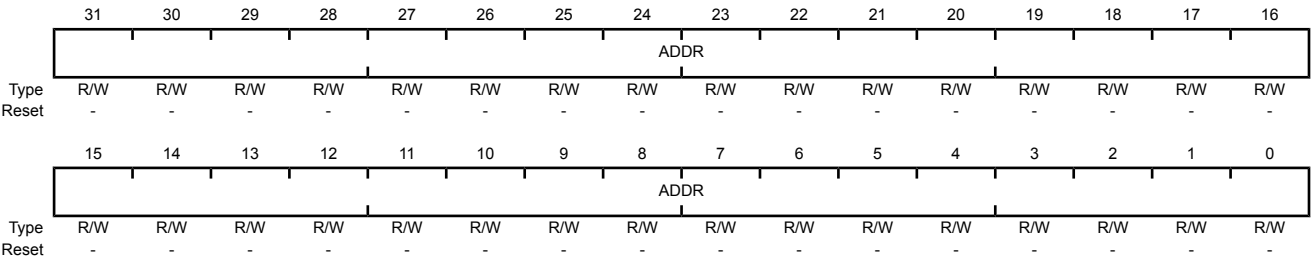 31 30 29 28 27 26 25 24 23 22 21 20 19 18 17 16
ADDR
Type R/W R/W R/W R/W R/W R/W R/W R/W R/W R/W R/W R/W R/W R/W R/W R/W
Reset - - - - - - - - - - - - - - - -
15 14 13 12 11 10 9 8 7 6 5 4 3 2 1 0
ADDR
Type R/W R/W R/W R/W R/W R/W R/W R/W R/W R/W R/W R/W R/W R/W R/W R/W
Reset - - - - - - - - - - - - - - - -